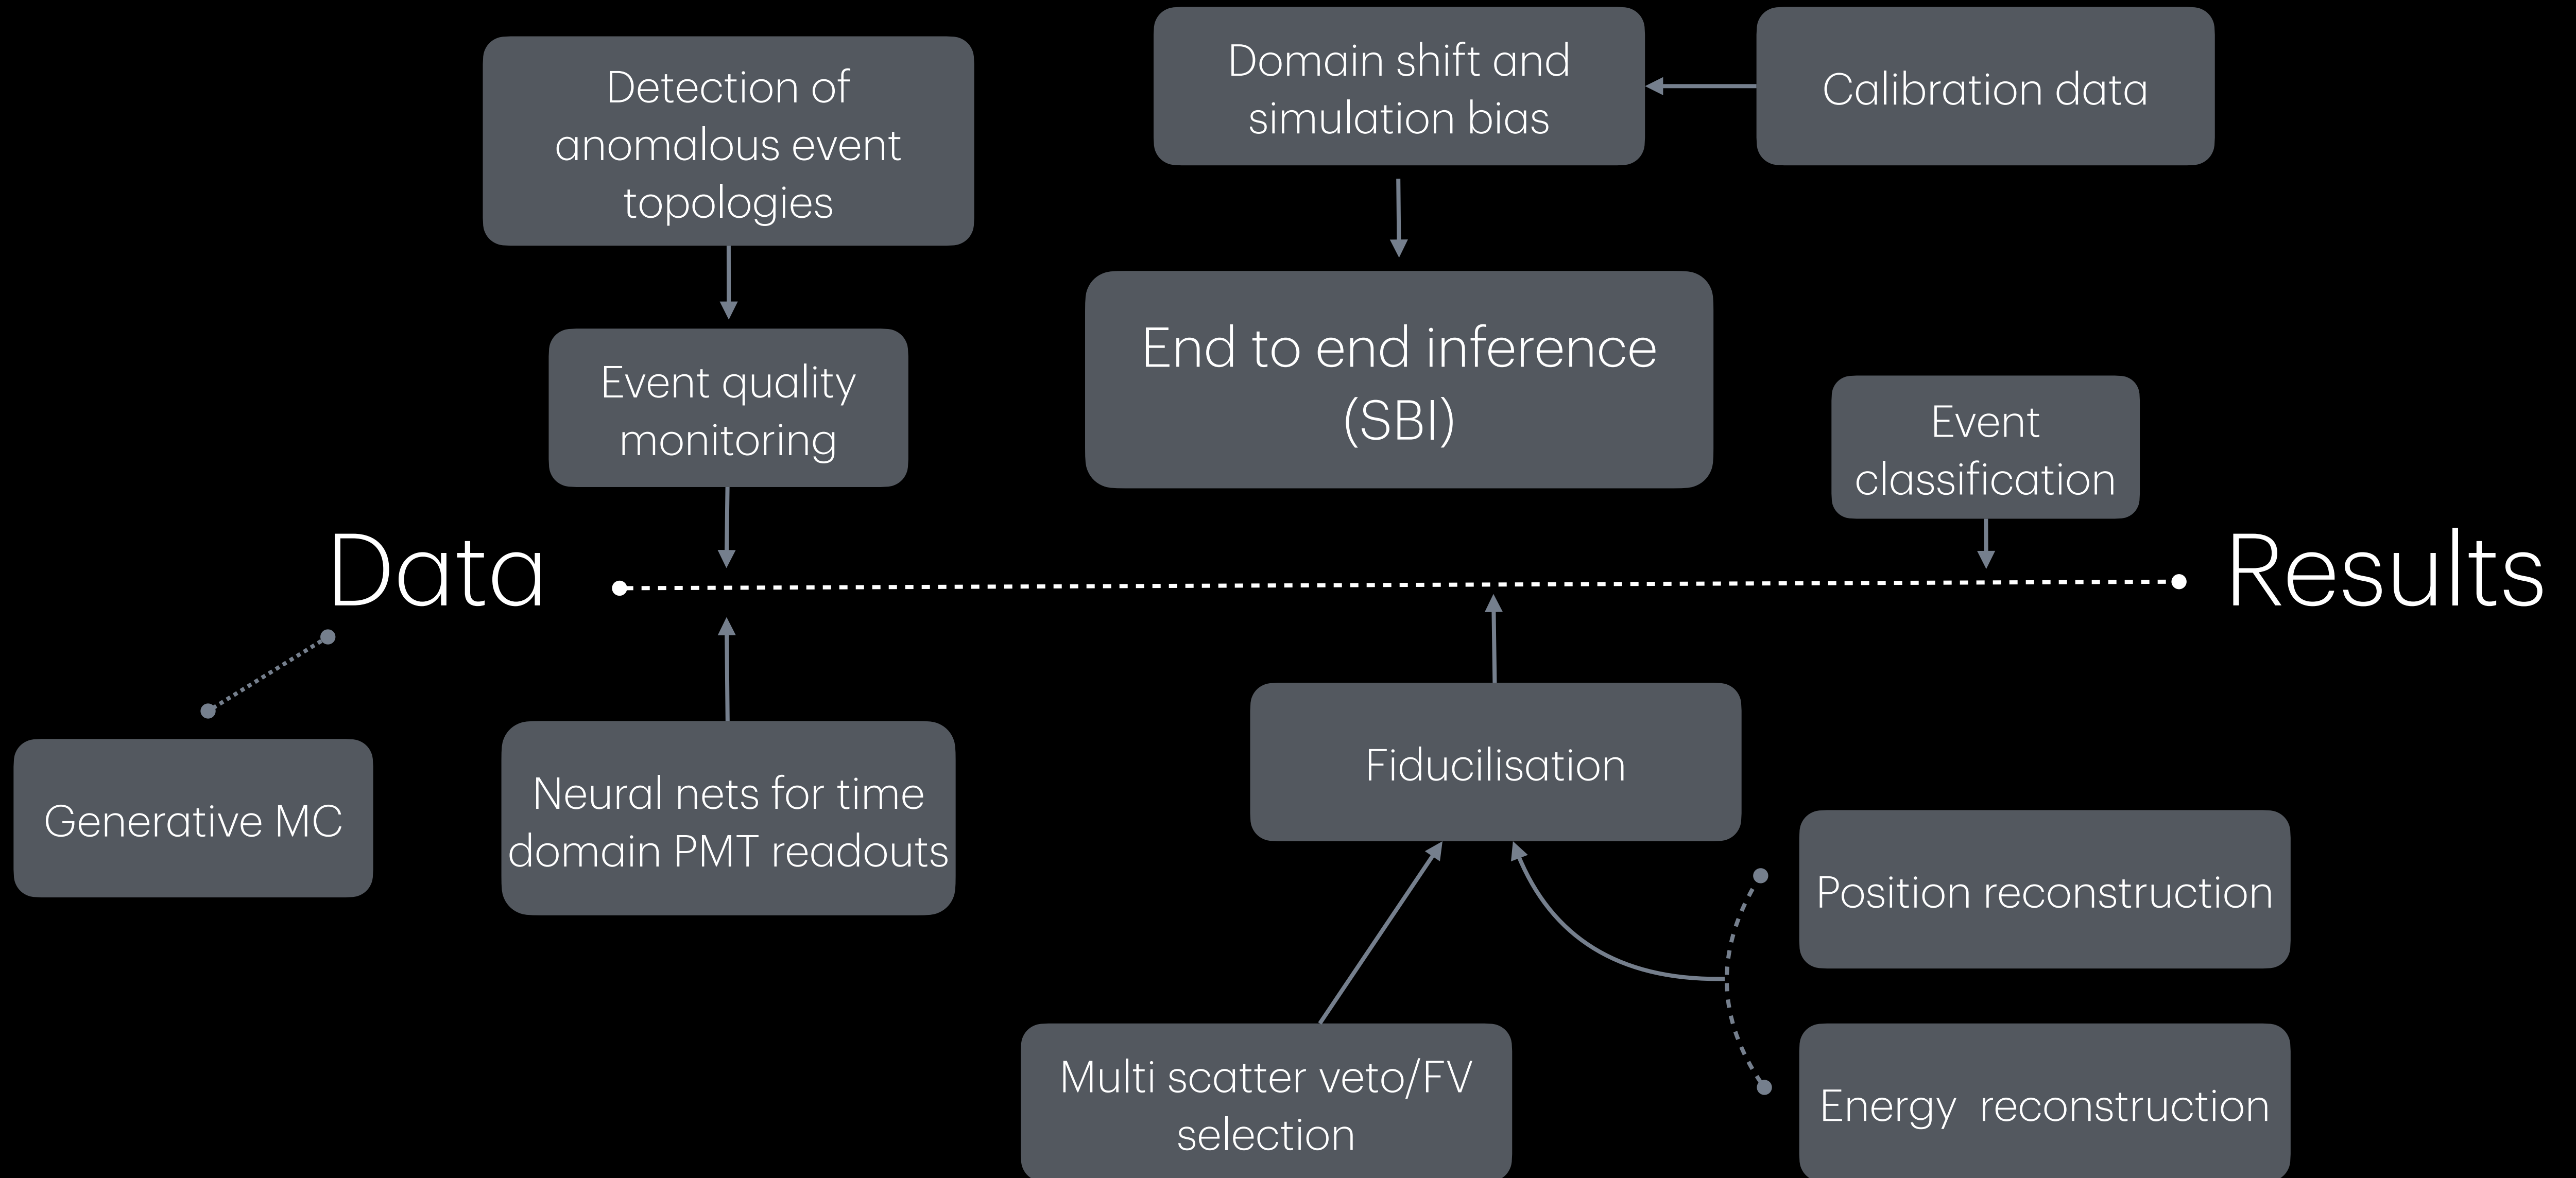 Detection of
anomalous event
topologies
Domain shift and
simulation bias
Calibration data
Event quality
monitoring
End to end inference
(SBI)
Event
classification
Data
Results
Generative MC
Neural nets for time
domain PMT readouts
Fiducilisation
Position reconstruction
Multi scatter veto/FV
selection
Energy  reconstruction